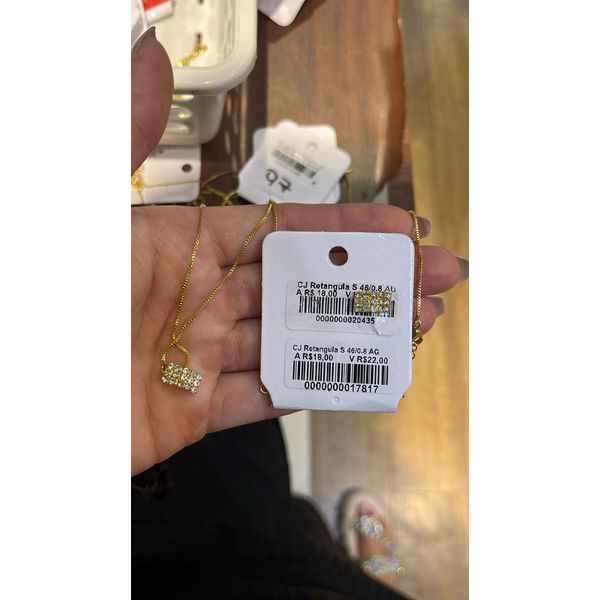 CJ Retangula S 46/0.8 AU
A R$ 18,00 V
0000000020435
CJ Retangula S 46/0.8 AG
A R$18,00 V R$22,00
0000000017817